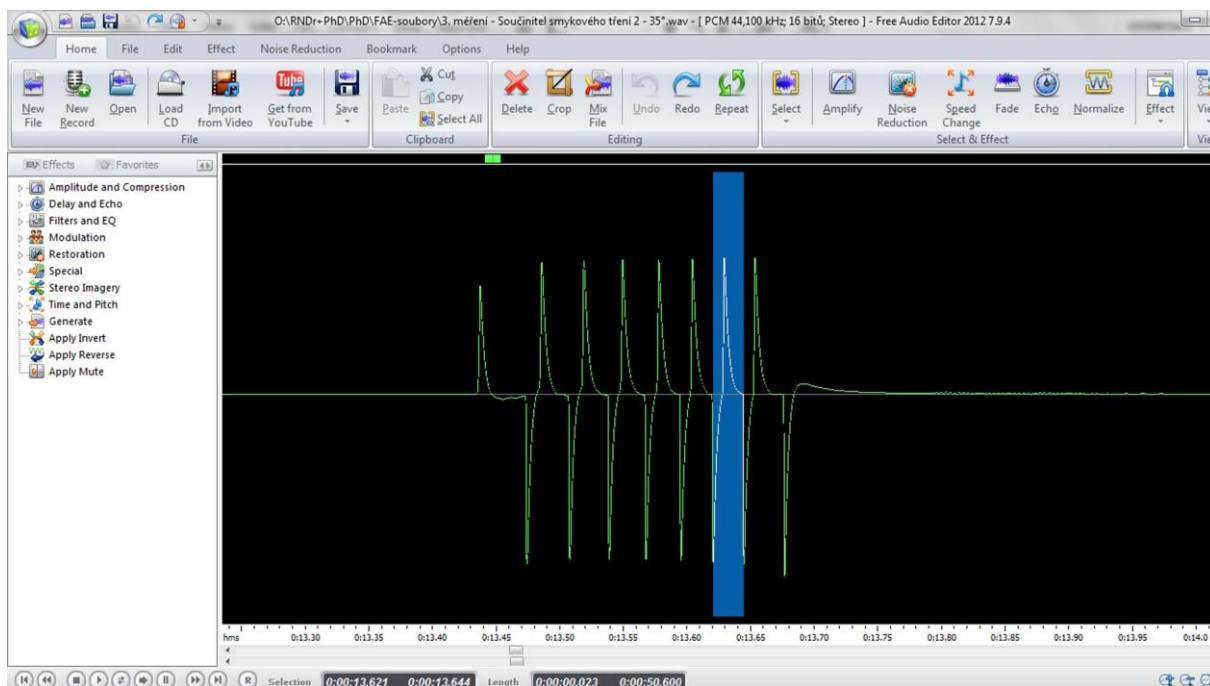 O:\RNDr+PhD\PhD\FAE-soubory\3. měření - Součinitel smykového tření 2 - 35°.wav - [ PCM 44,100 kHz; 16 bitů; Stereo ] - Free Audio Editor 2012 7.9.4
Home File Edit Effect Noise Reduction Bookmark Options Help
New File New Record Open Load CD Import from Video Get from YouTube Save Paste Cut Copy Select All Delete Crop Mix File Undo Redo Repeat Select Amplify Noise Reduction Speed Change Fade Echo Normalize Effect
File Clipboard Editing Select & Effect
Effects Favorites
Amplitude and Compression
Delay and Echo
Filters and EQ
Modulation
Restoration
Special
Stereo Imagery
Time and Pitch
Generate
Apply Invert
Apply Reverse
Apply Mute
hms 0:13.30 0:13.35 0:13.40 0:13.45 0:13.50 0:13.55 0:13.60 0:13.65 0:13.70 0:13.75 0:13.80 0:13.85 0:13.90 0:13.95 0:14.0
R Selection 0:00:13.621 0:00:13.644 Length 0:00:00.023 0:00:50.600